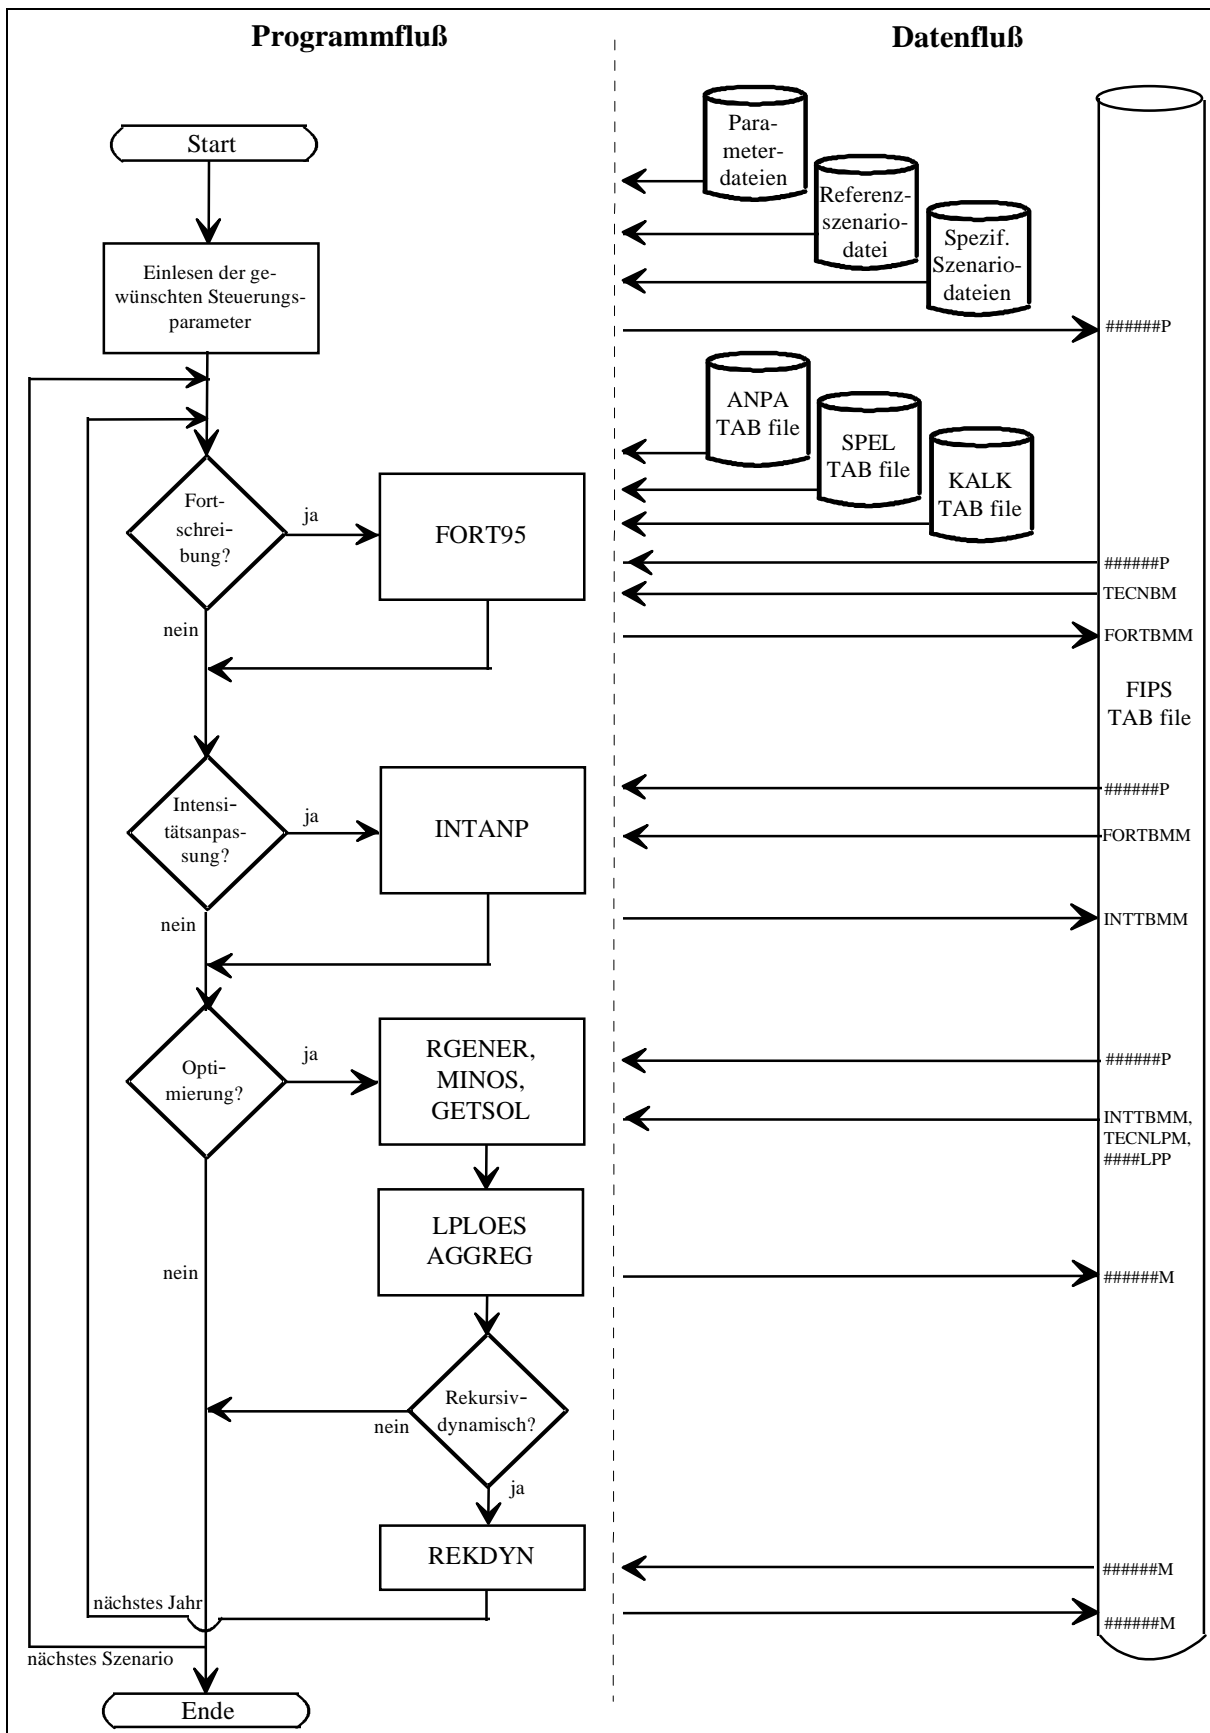 Programmfluß
Datenfluß
Start
Einlesen der ge-
wünschten Steuerungs-
parameter
Fort-
schrei-
bung?
ja
nein
FORT95
Intensi-
tätsanpas-
sung?
ja
nein
INTANP
Opti-
mierung?
ja
nein
RGENER,
MINOS,
GETSOL
LPLOES
AGGREG
Rekursiv-
dynamisch?
nein
ja
REKDYN
nächstes Jahr
nächstes Szenario
Ende
Para-
meter-
dateien
Referenz-
szenario-
datei
Spezif.
Szenario-
dateien
######P
ANPA
TAB file
SPEL
TAB file
KALK
TAB file
######P
TECNBM
FORTBMM
FIPS
TAB file
######P
FORTBMM
INTTBMM
######P
INTTBMM,
TECNLPM,
####LPP
######M
######M
######M